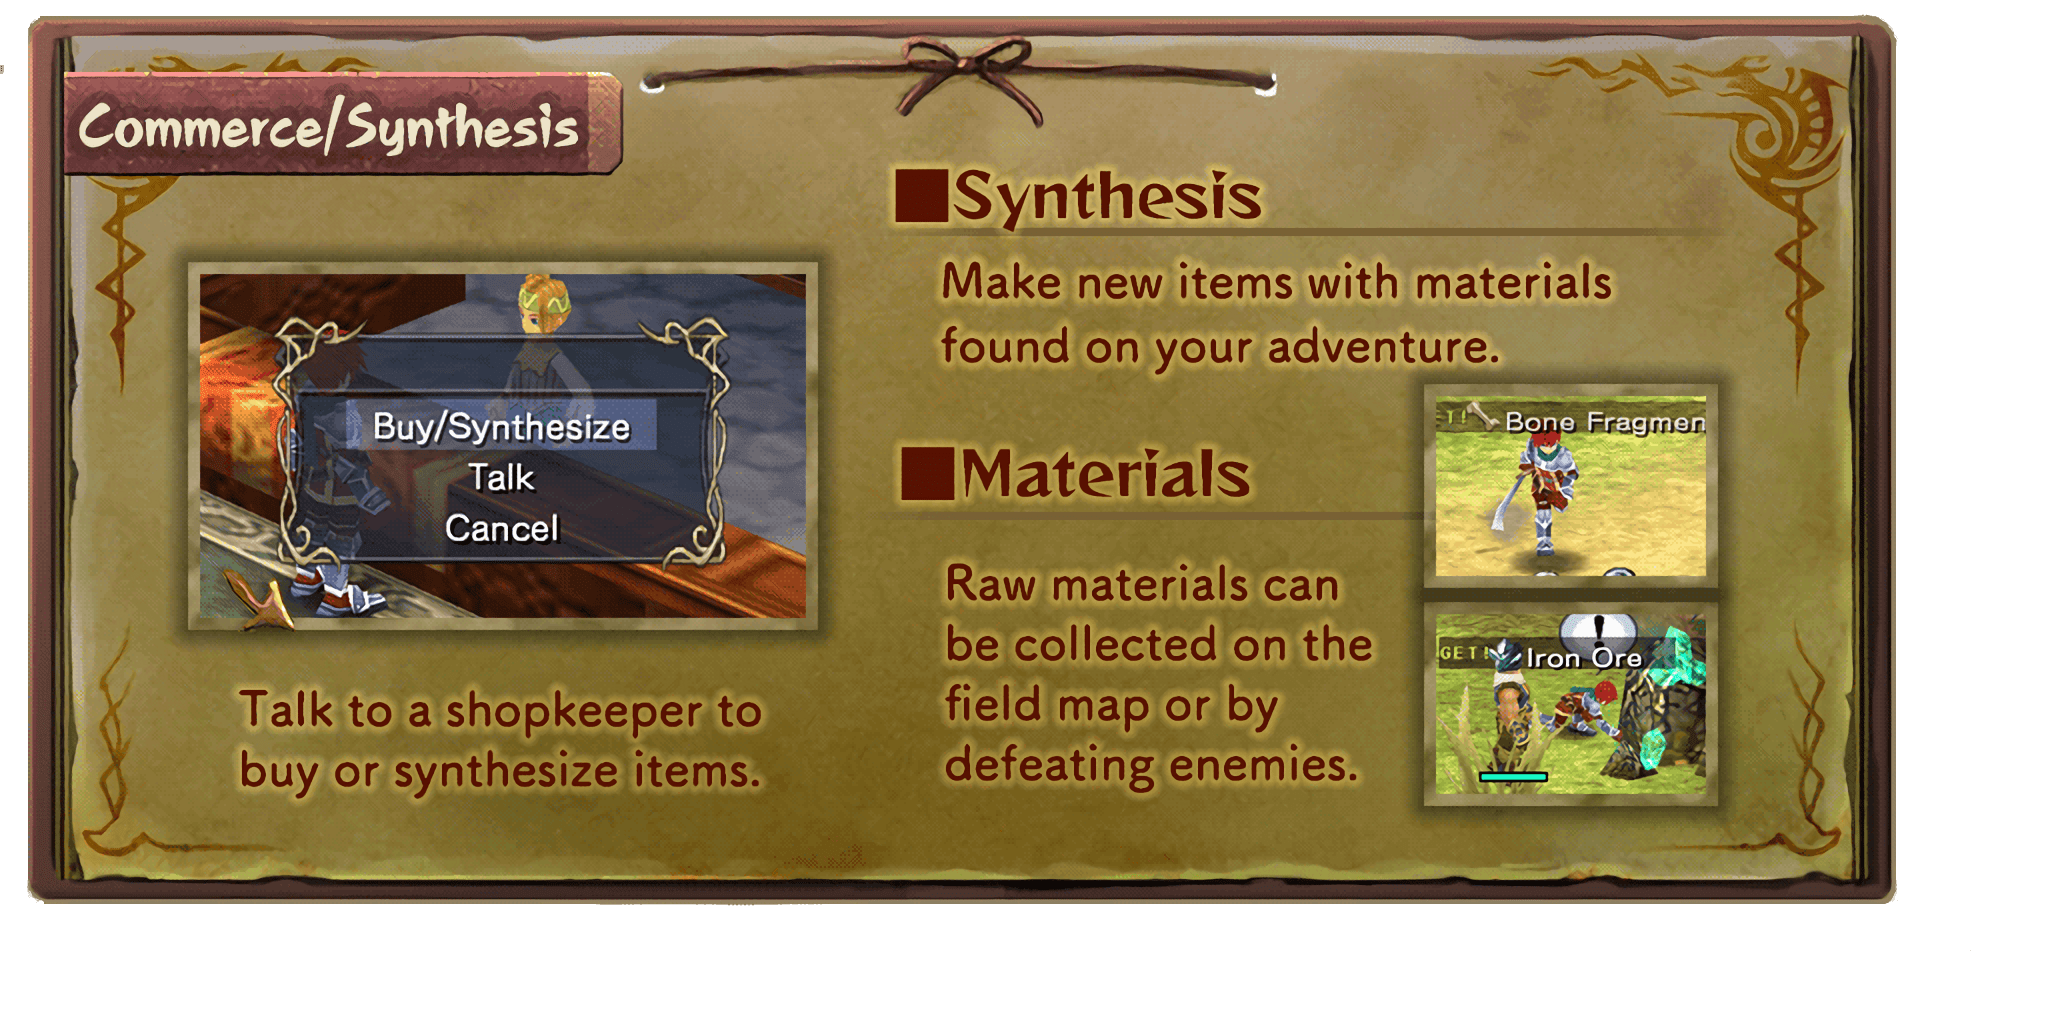 Commerce/Synthesis
Buy/Synthesize
Talk
Cancel
Talk to a shopkeeper to
buy or synthesize items.
■Synthesis
Make new items with materials
found on your adventure.
■Materials
Raw materials can
be collected on the
field map or by
defeating enemies.
ET! Bone Fragmen
GET! Iron Ore